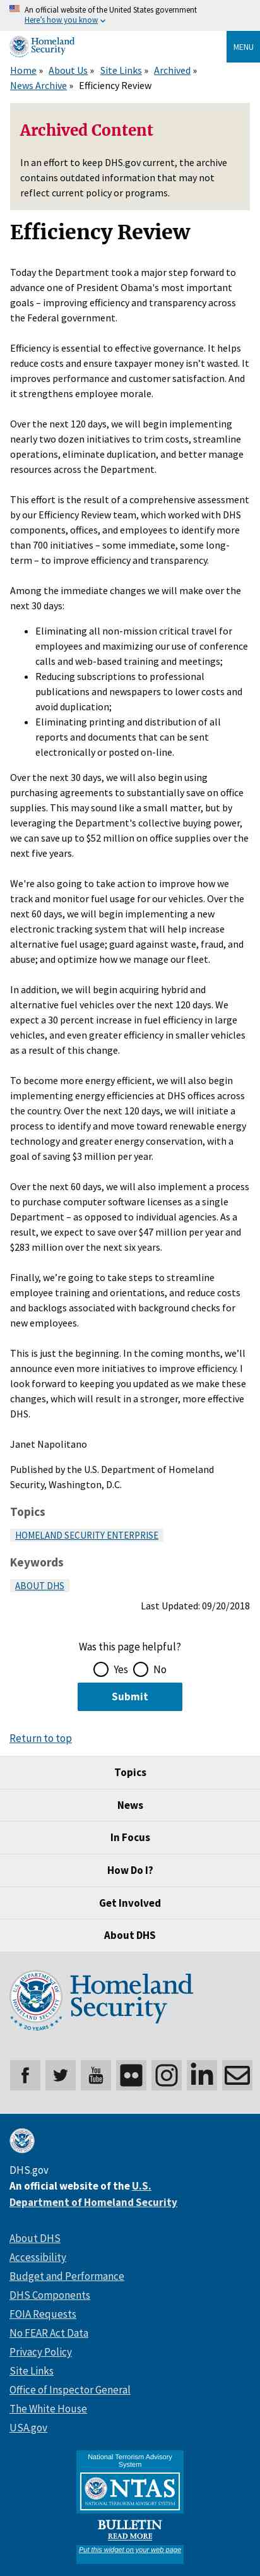 An official website of the United States government
Here's how you know
Homeland
Security
MENU
Home » About Us » Site Links » Archived »
News Archive » Efficiency Review
Archived Content
In an effort to keep DHS.gov current, the archive
contains outdated information that may not
reflect current policy or programs.
Efficiency Review
Today the Department took a major step forward to
advance one of President Obama's most important
goals – improving efficiency and transparency across
the Federal government.
Efficiency is essential to effective governance. It helps
reduce costs and ensure taxpayer money isn’t wasted. It
improves performance and customer satisfaction. And
it strengthens employee morale.
Over the next 120 days, we will begin implementing
nearly two dozen initiatives to trim costs, streamline
operations, eliminate duplication, and better manage
resources across the Department.
This effort is the result of a comprehensive assessment
by our Efficiency Review team, which worked with DHS
components, offices, and employees to identify more
than 700 initiatives – some immediate, some long-
term – to improve efficiency and transparency.
Among the immediate changes we will make over the
next 30 days:
• Eliminating all non-mission critical travel for
employees and maximizing our use of conference
calls and web-based training and meetings;
• Reducing subscriptions to professional
publications and newspapers to lower costs and
avoid duplication;
• Eliminating printing and distribution of all
reports and documents that can be sent
electronically or posted on-line.
Over the next 30 days, we will also begin using
purchasing agreements to substantially save on office
supplies. This may sound like a small matter, but by
leveraging the Department's collective buying power,
we can save up to $52 million on office supplies over the
next five years.
We're also going to take action to improve how we
track and monitor fuel usage for our vehicles. Over the
next 60 days, we will begin implementing a new
electronic tracking system that will help increase
alternative fuel usage; guard against waste, fraud, and
abuse; and optimize how we manage our fleet.
In addition, we will begin acquiring hybrid and
alternative fuel vehicles over the next 120 days. We
expect a 30 percent increase in fuel efficiency in large
vehicles, and even greater efficiency in smaller vehicles
as a result of this change.
To become more energy efficient, we will also begin
implementing energy efficiencies at DHS offices across
the country. Over the next 120 days, we will initiate a
process to identify and move toward renewable energy
technology and greater energy conservation, with a
goal of saving $3 million per year.
Over the next 60 days, we will also implement a process
to purchase computer software licenses as a single
Department – as opposed to individual agencies. As a
result, we expect to save over $47 million per year and
$283 million over the next six years.
Finally, we’re going to take steps to streamline
employee training and orientations, and reduce costs
and backlogs associated with background checks for
new employees.
This is just the beginning. In the coming months, we’ll
announce even more initiatives to improve efficiency. I
look forward to keeping you updated as we make these
changes, which will result in a stronger, more effective
DHS.
Janet Napolitano
Published by the U.S. Department of Homeland
Security, Washington, D.C.
Topics
HOMELAND SECURITY ENTERPRISE
Keywords
ABOUT DHS
Last Updated: 09/20/2018
Was this page helpful?
Yes No
Submit
Return to top
Topics
News
In Focus
How Do I?
Get Involved
About DHS
Homeland
Security
20 YEARS
You
Tube
DHS.gov
An official website of the U.S.
Department of Homeland Security
About DHS
Accessibility
Budget and Performance
DHS Components
FOIA Requests
No FEAR Act Data
Privacy Policy
Site Links
Office of Inspector General
The White House
USA.gov
National Terrorism Advisory
System
NTAS
NATIONAL TERRORISM ADVISORY SYSTEM
BULLETIN
READ MORE
Put this widget on your web page